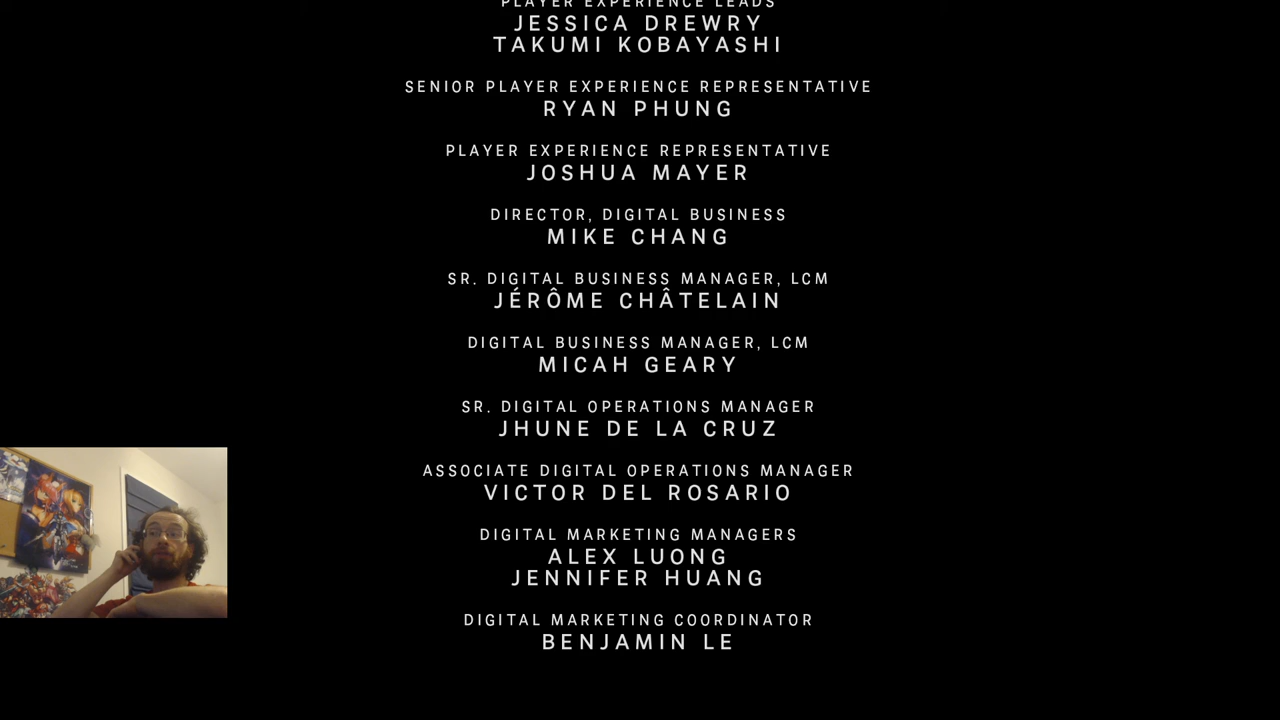 PLAYER EXPERIENCE LEADS
JESSICA DREWRY
TAKUMI KOBAYASHI
SENIOR PLAYER EXPERIENCE REPRESENTATIVE
RYAN PHUNG
PLAYER EXPERIENCE REPRESENTATIVE
JOSHUA MAYER
DIRECTOR, DIGITAL BUSINESS
MIKE CHANG
SR. DIGITAL BUSINESS MANAGER, LCM
JÉRÔME CHÂTELAIN
DIGITAL BUSINESS MANAGER, LCM
MICAH GEARY
SR. DIGITAL OPERATIONS MANAGER
JHUNE DE LA CRUZ
ASSOCIATE DIGITAL OPERATIONS MANAGER
VICTOR DEL ROSARIO
DIGITAL MARKETING MANAGERS
ALEX LUONG
JENNIFER HUANG
DIGITAL MARKETING COORDINATOR
BENJAMIN LE